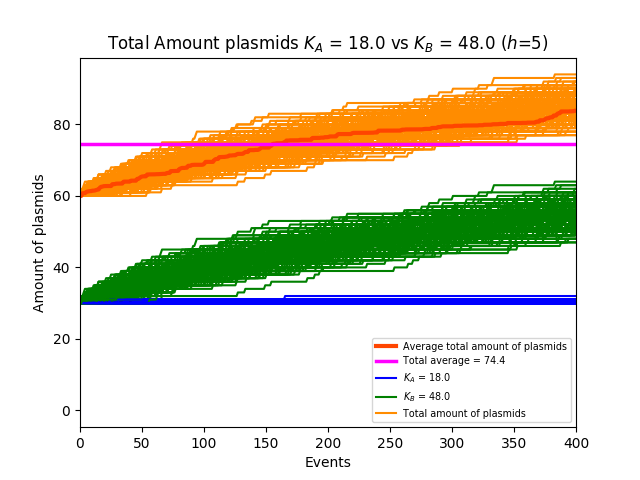 Total Amount plasmids K_A = 18.0 vs K_B = 48.0 (h=5)
Amount of plasmids
80
60
40
20
0
0 50 100 150 200 250 300 350 400
Events
Average total amount of plasmids
Total average = 74.4
K_A = 18.0
K_B = 48.0
Total amount of plasmids